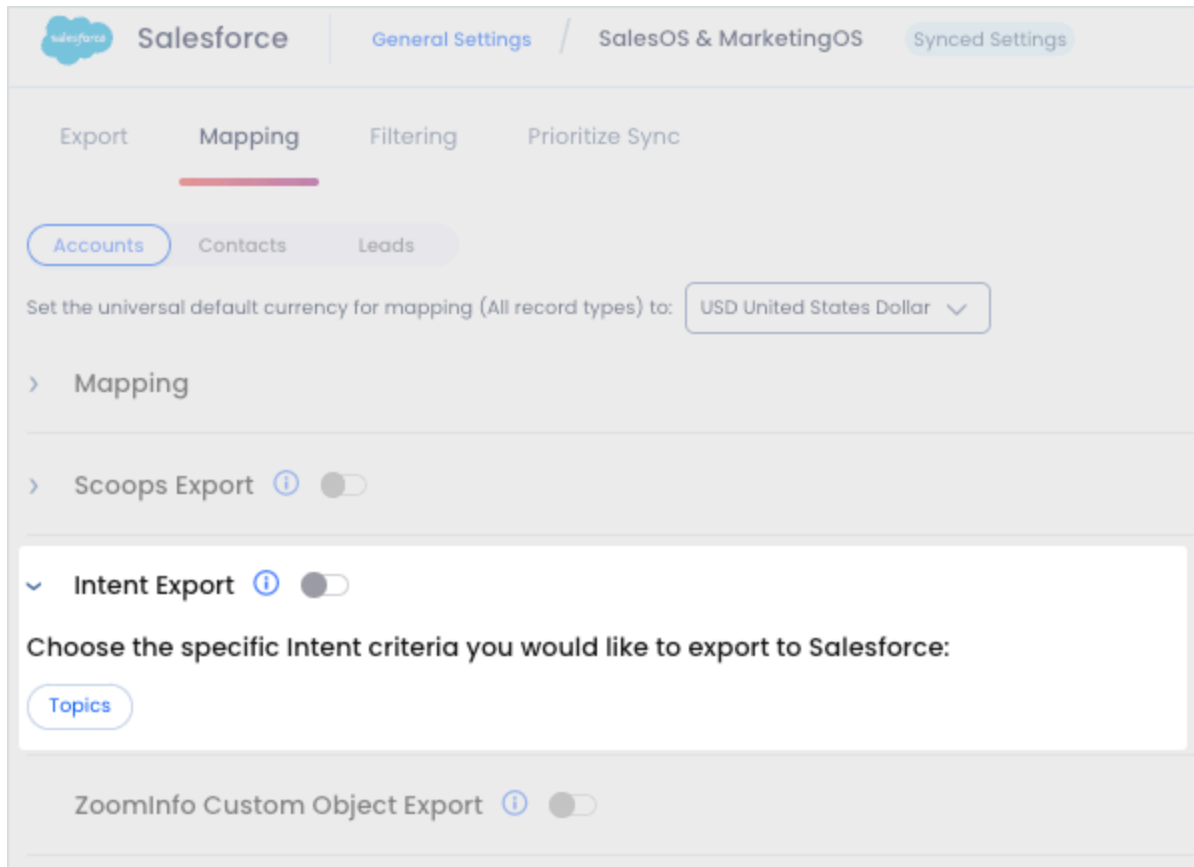 salesforce Salesforce General Settings / SalesOS & MarketingOS Synced Settings
Export Mapping Filtering Prioritize Sync
Accounts Contacts Leads
Set the universal default currency for mapping (All record types) to: USD United States Dollar
Mapping
Scoops Export
Intent Export
Choose the specific Intent criteria you would like to export to Salesforce:
Topics
ZoomInfo Custom Object Export